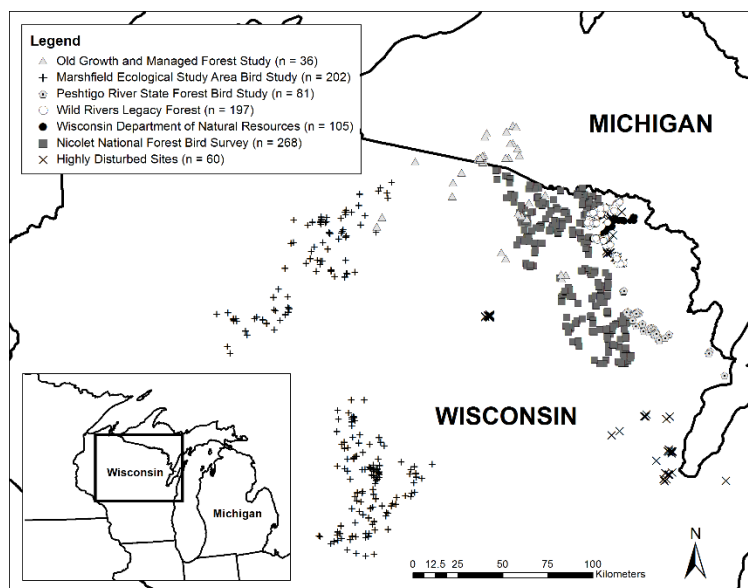 Legend
Old Growth and Managed Forest Study (n = 36)
Marshfield Ecological Study Area Bird Study (n = 202)
Peshtigo River State Forest Bird Study (n = 81)
Wild Rivers Legacy Forest (n = 197)
Wisconsin Department of Natural Resources (n = 105)
Nicolet National Forest Bird Survey (n = 268)
Highly Disturbed Sites (n = 60)
MICHIGAN
WISCONSIN
Wisconsin
Michigan
N
0 12.5 25 50 75 100
Kilometers